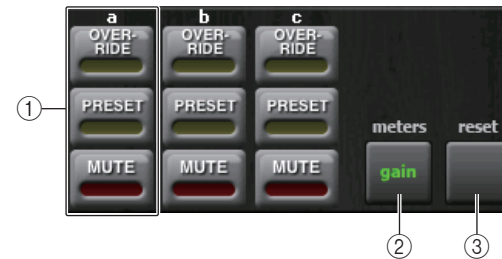 a b c
OVER-
RIDE
OVER-
RIDE
OVER-
RIDE
PRESET PRESET PRESET
MUTE MUTE MUTE
meters reset
gain
①
②
③